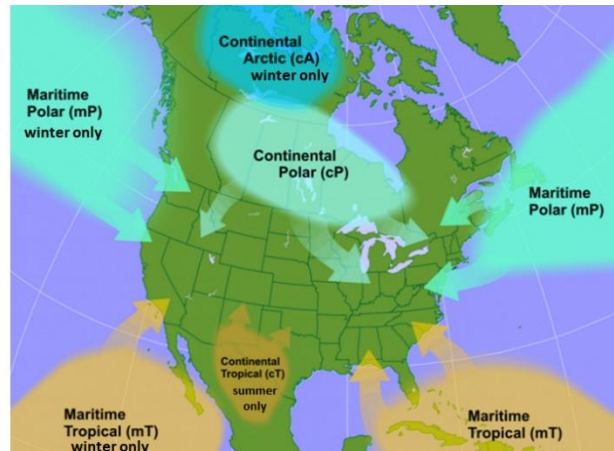 Continental
Arctic (cA)
winter only
Maritime
Polar (mP)
winter only
Continental
Polar (cP)
Maritime
Polar (mP)
Continental
Tropical (cT)
summer
only
Maritime
Tropical (mT)
winter only
Maritime
Tropical (mT)